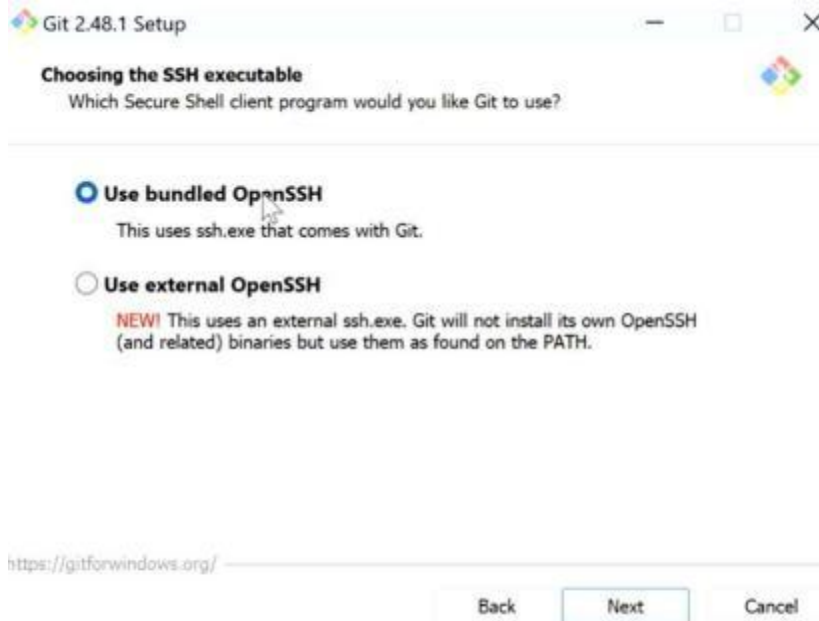 Git 2.48.1 Setup
Choosing the SSH executable
Which Secure Shell client program would you like Git to use?
Use bundled OpenSSH
This uses ssh.exe that comes with Git.
Use external OpenSSH
NEW! This uses an external ssh.exe. Git will not install its own OpenSSH
(and related) binaries but use them as found on the PATH.
https://gitforwindows.org/
Back Next Cancel